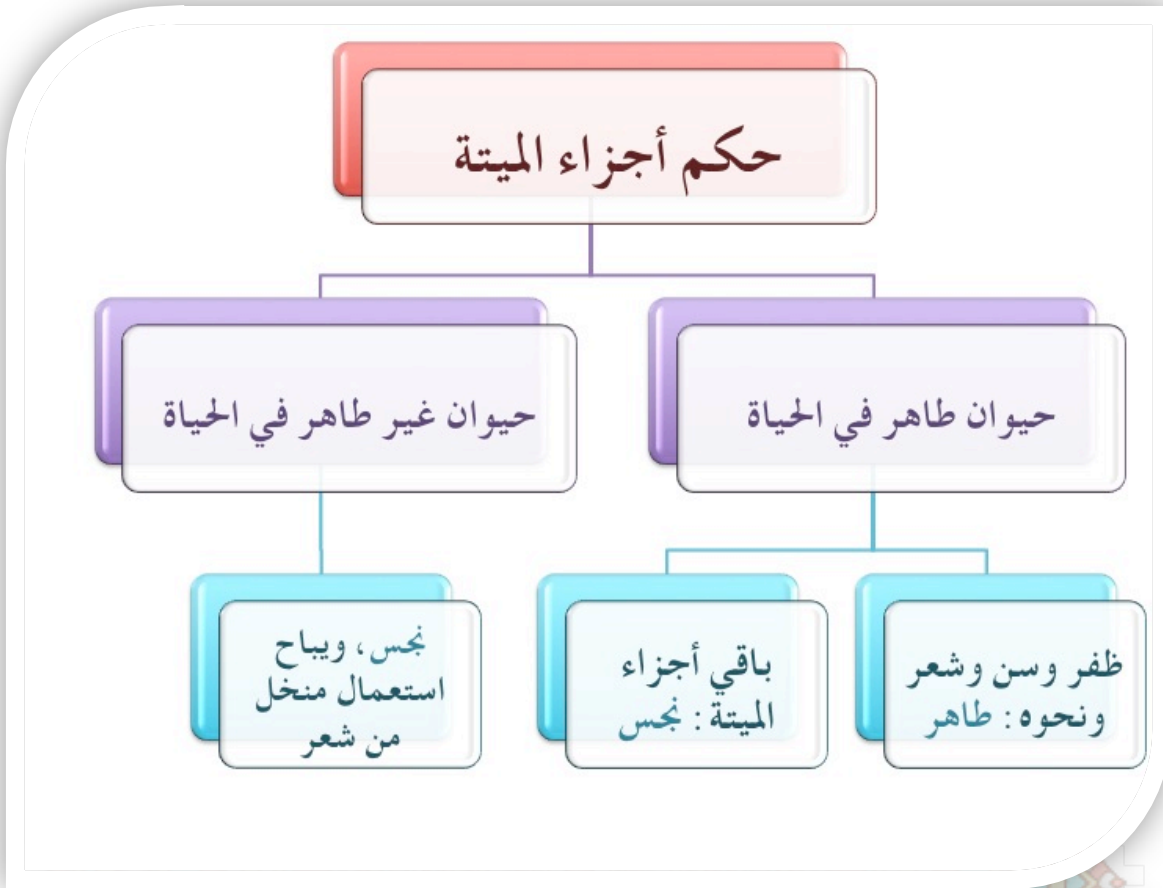 حكم أجزاء الميتة
حيوان طاهر في الحياة
حيوان غير طاهر في الحياة
ظفر وسن وشعر
ونحوه: طاهر
باقي أجزاء
الميتة: نجس
نجس، ويباح
استعمال منخل
من شعر